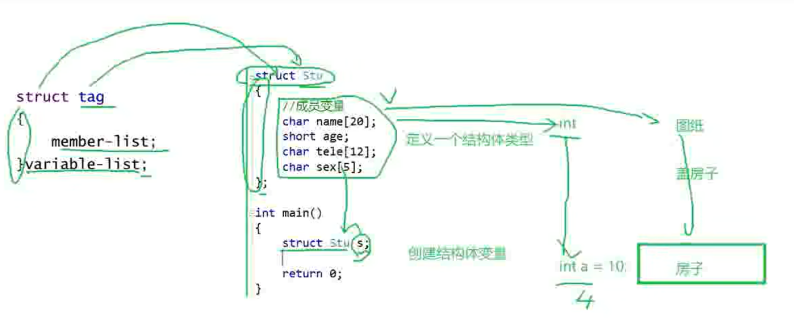 struct tag
{
member-list;
}variable-list;
struct Stu
{
//成员变量
char name[20];
short age;
char tele[12];
char sex[5];
};
int main()
{
struct Stu s;
return 0;
}
定义一个结构体类型
创建结构体变量
int
int a = 10;
4
图纸
盖房子
房子